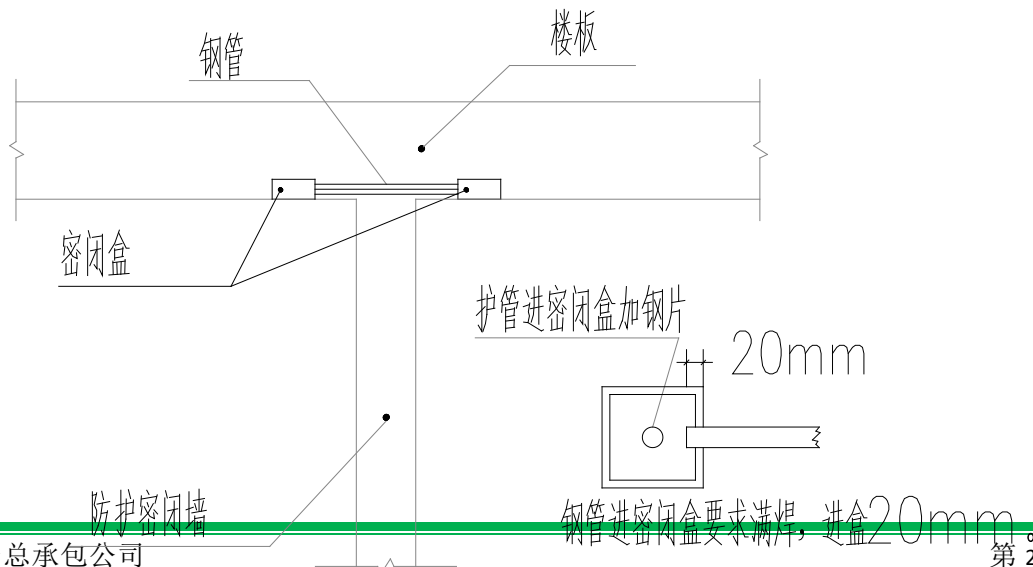 钢管
楼板
密闭盒
护管进密闭盒加钢片
20mm
防护密闭墙
钢管进密闭盒要求满焊，进盒20mm。
总承包公司
第 2